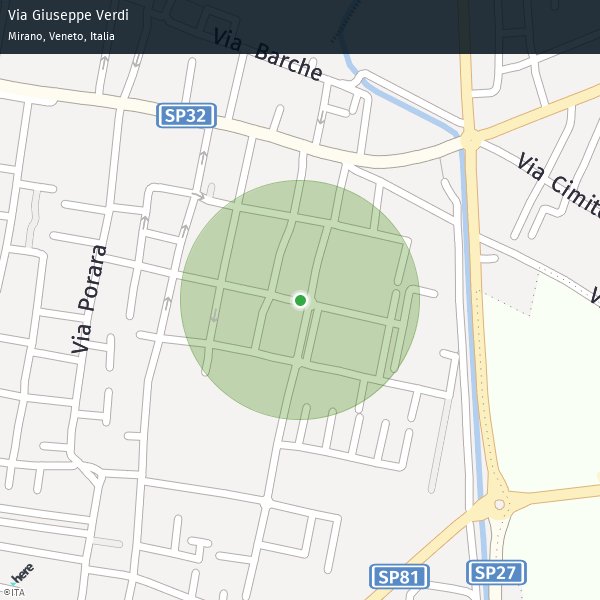 Via Giuseppe Verdi
Mirano, Veneto, Italia
Via Barche
SP32
Via Cimit
Via Porara
V
SP81
SP27
here
©ITA